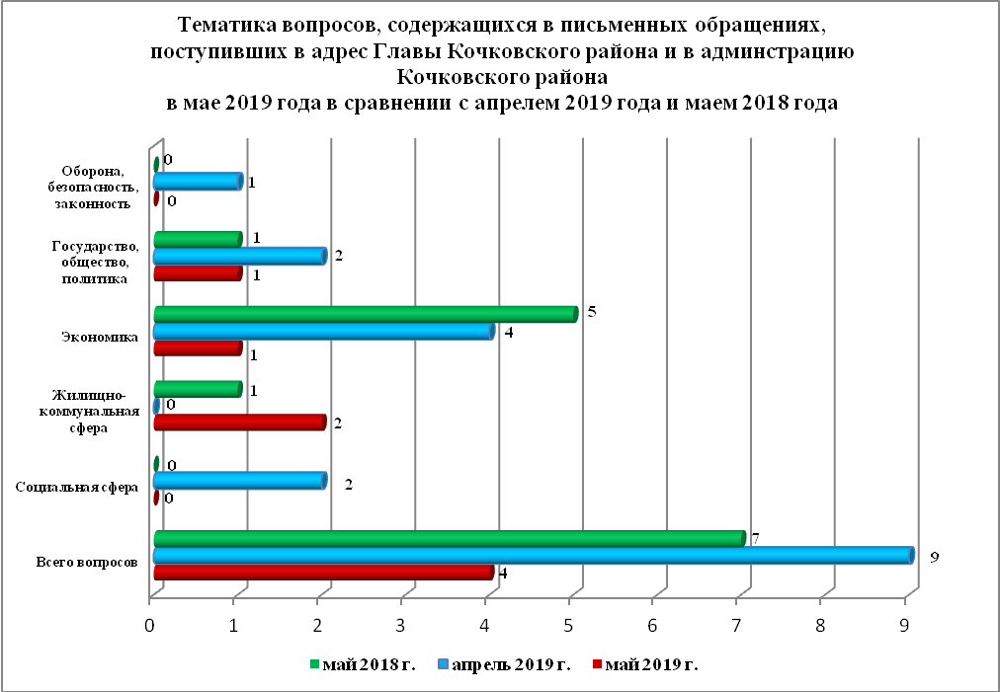 Тематика вопросов, содержащихся в письменных обращениях,
поступивших в адрес Главы Кочковского района и в админстрацию
Кочковского района
в мае 2019 года в сравнении с апрелем 2019 года и маем 2018 года
Оборона,
безопасность,
законность
0
1
0
Государство,
общество,
политика
1
2
1
Экономика
5
4
1
Жилищно-
коммунальная
сфера
1
0
2
Социальная сфера
0
2
0
Всего вопросов
7
9
4
0 1 2 3 4 5 6 7 8 9
май 2018 г. апрель 2019 г. май 2019 г.